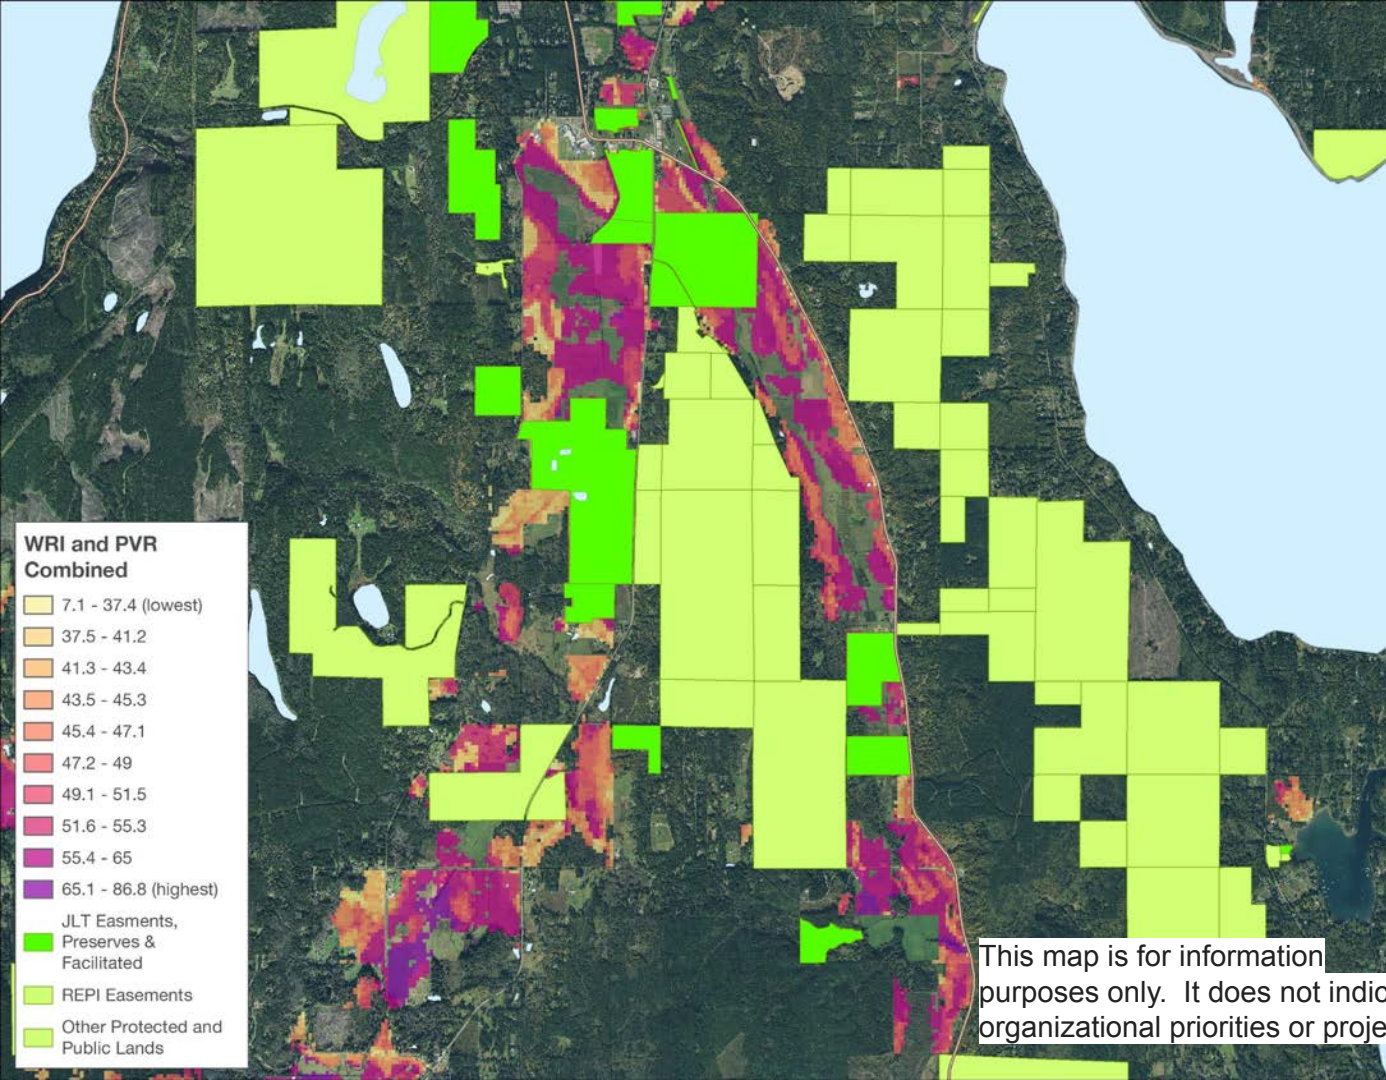 WRI and PVR
Combined
7.1 - 37.4 (lowest)
37.5 - 41.2
41.3 - 43.4
43.5 - 45.3
45.4 - 47.1
47.2 - 49
49.1 - 51.5
51.6 - 55.3
55.4 - 65
65.1 - 86.8 (highest)
JLT Easments,
Preserves &
Facilitated
REPI Easements
Other Protected and
Public Lands
This map is for information
purposes only. It does not indic
organizational priorities or proje